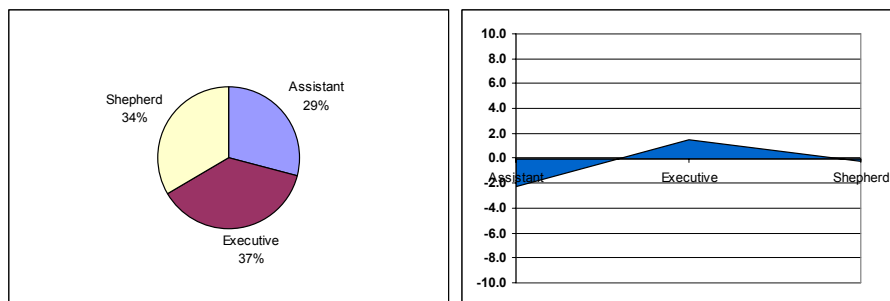 Shepherd
34%
Assistant
29%
Executive
37%
10.0
8.0
6.0
4.0
2.0
0.0
-2.0
-4.0
-6.0
-8.0
-10.0
Assistant
Executive
Shepherd